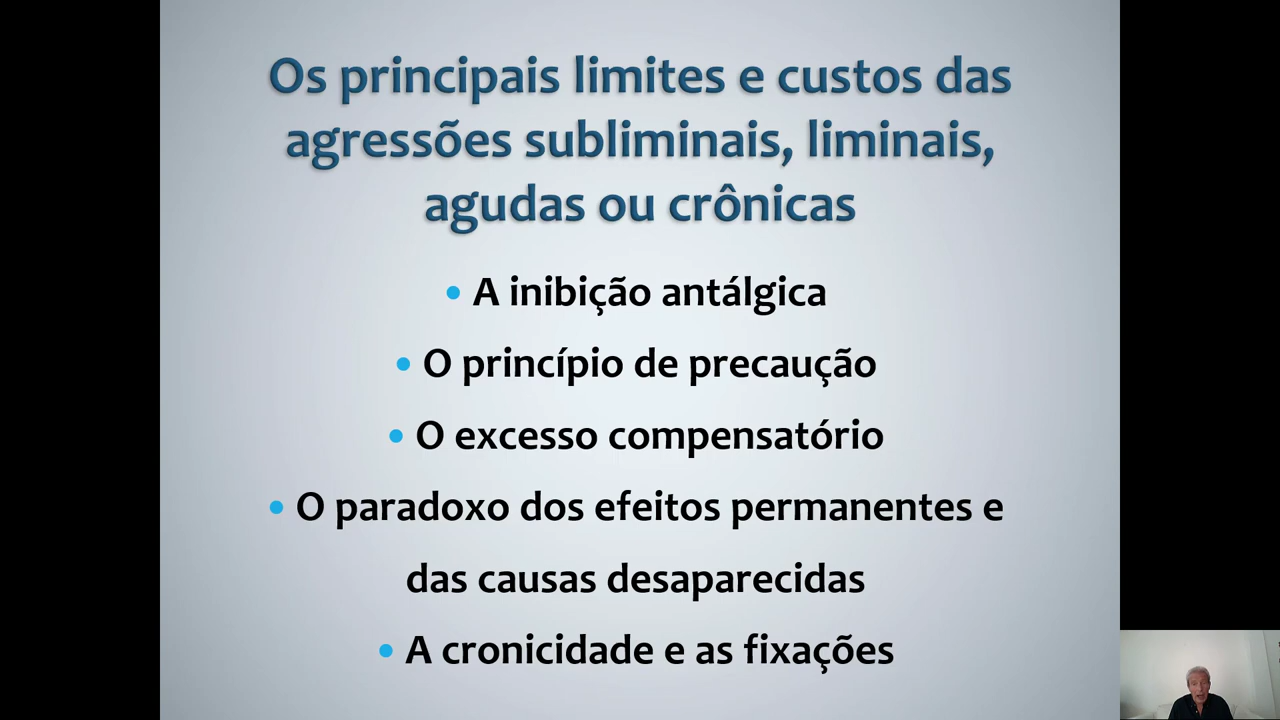 Os principais limites e custos das
agressões subliminais, liminais,
agudas ou crônicas
• A inibição antálgica
• O princípio de precaução
• O excesso compensatório
• O paradoxo dos efeitos permanentes e
das causas desaparecidas
• A cronicidade e as fixações